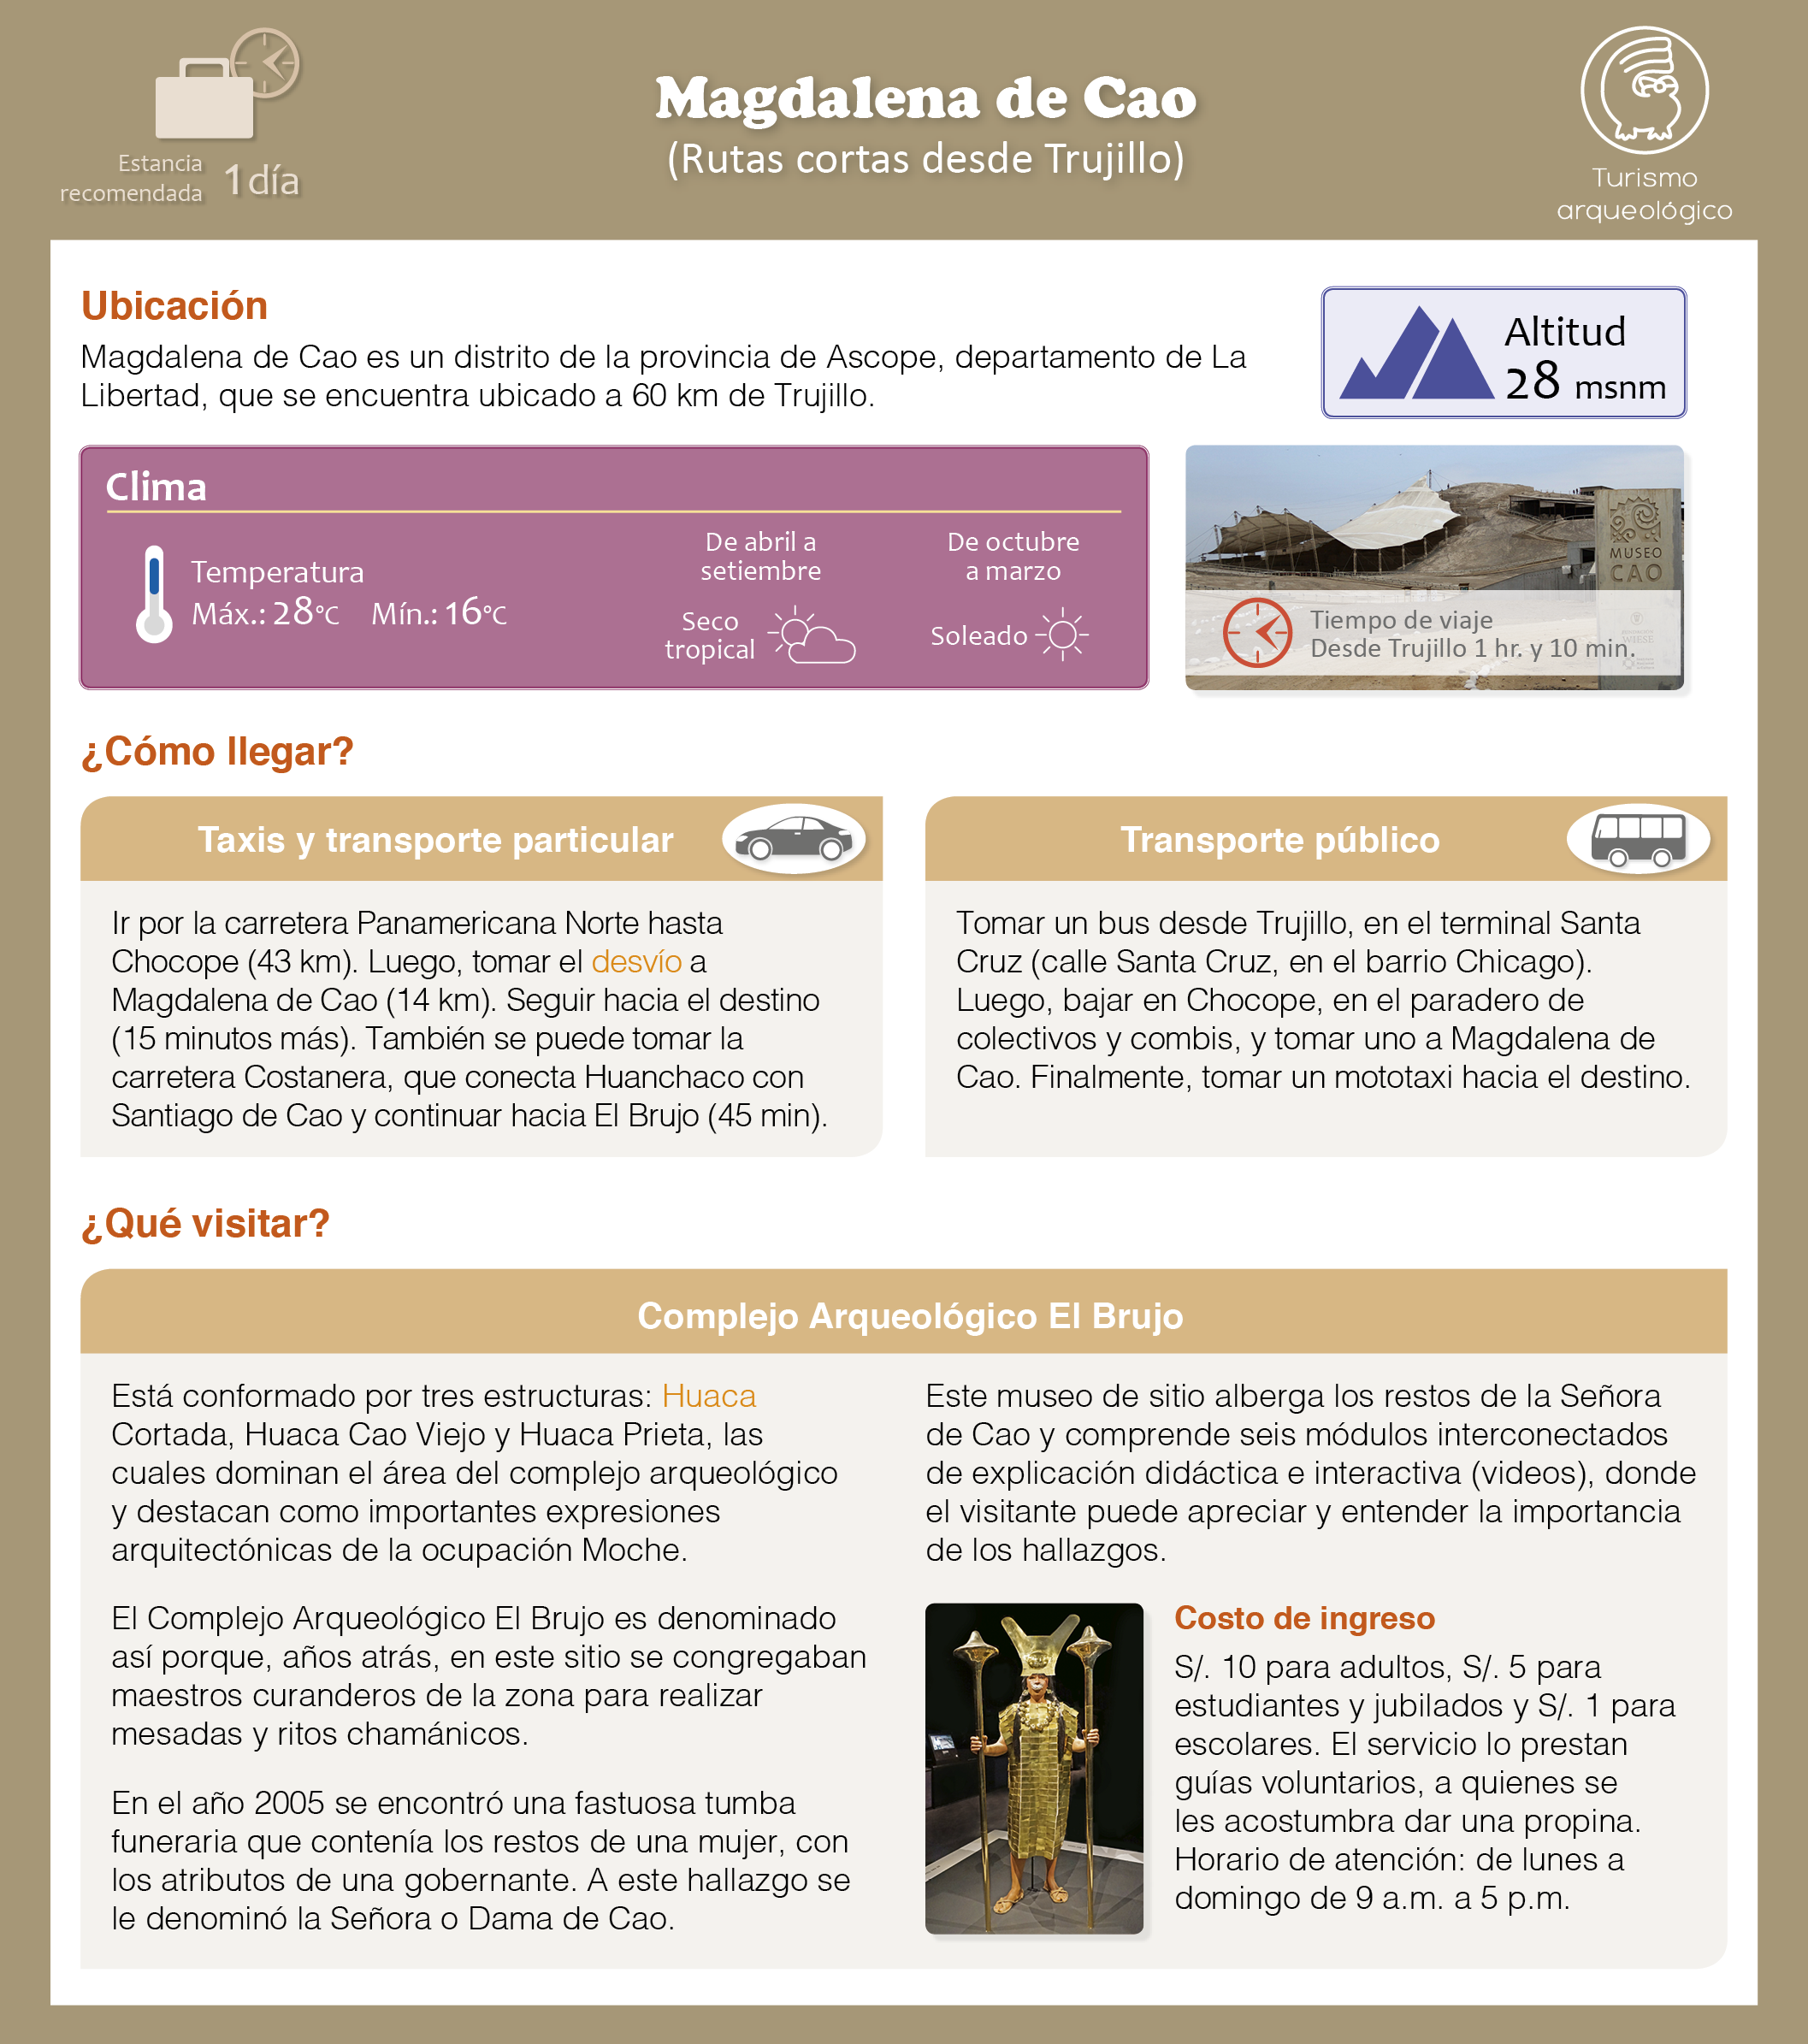 Estancia
recomendada 1 día
Magdalena de Cao
(Rutas cortas desde Trujillo)
Turismo
arqueológico
Ubicación
Magdalena de Cao es un distrito de la provincia de Ascope, departamento de La
Libertad, que se encuentra ubicado a 60 km de Trujillo.
Altitud
28 msnm
Clima
Temperatura
Máx.: 28°C Mín.: 16°C
De abril a
setiembre
Seco
tropical
De octubre
a marzo
Soleado
MUSEO
CAO
WIESE
Tiempo de viaje
Desde Trujillo 1 hr. y 10 min.
¿Cómo llegar?
Taxis y transporte particular
Ir por la carretera Panamericana Norte hasta
Chocope (43 km). Luego, tomar el desvío a
Magdalena de Cao (14 km). Seguir hacia el destino
(15 minutos más). También se puede tomar la
carretera Costanera, que conecta Huanchaco con
Santiago de Cao y continuar hacia El Brujo (45 min).
Transporte público
Tomar un bus desde Trujillo, en el terminal Santa
Cruz (calle Santa Cruz, en el barrio Chicago).
Luego, bajar en Chocope, en el paradero de
colectivos y combis, y tomar uno a Magdalena de
Cao. Finalmente, tomar un mototaxi hacia el destino.
¿Qué visitar?
Complejo Arqueológico El Brujo
Está conformado por tres estructuras: Huaca
Cortada, Huaca Cao Viejo y Huaca Prieta, las
cuales dominan el área del complejo arqueológico
y destacan como importantes expresiones
arquitectónicas de la ocupación Moche.
El Complejo Arqueológico El Brujo es denominado
así porque, años atrás, en este sitio se congregaban
maestros curanderos de la zona para realizar
mesadas y ritos chamánicos.
En el año 2005 se encontró una fastuosa tumba
funeraria que contenía los restos de una mujer, con
los atributos de una gobernante. A este hallazgo se
le denominó la Señora o Dama de Cao.
Este museo de sitio alberga los restos de la Señora
de Cao y comprende seis módulos interconectados
de explicación didáctica e interactiva (videos), donde
el visitante puede apreciar y entender la importancia
de los hallazgos.
Costo de ingreso
S/. 10 para adultos, S/. 5 para
estudiantes y jubilados y S/. 1 para
escolares. El servicio lo prestan
guías voluntarios, a quienes se
les acostumbra dar una propina.
Horario de atención: de lunes a
domingo de 9 a.m. a 5 p.m.